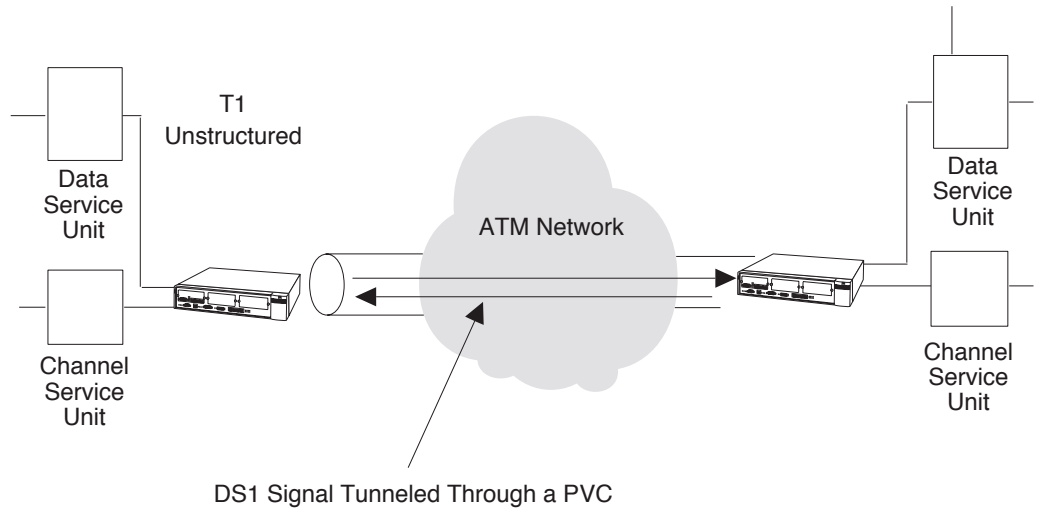 T1
Unstructured
Data
Service
Unit
Data
Service
Unit
ATM Network
Channel
Service
Unit
Channel
Service
Unit
DS1 Signal Tunneled Through a PVC